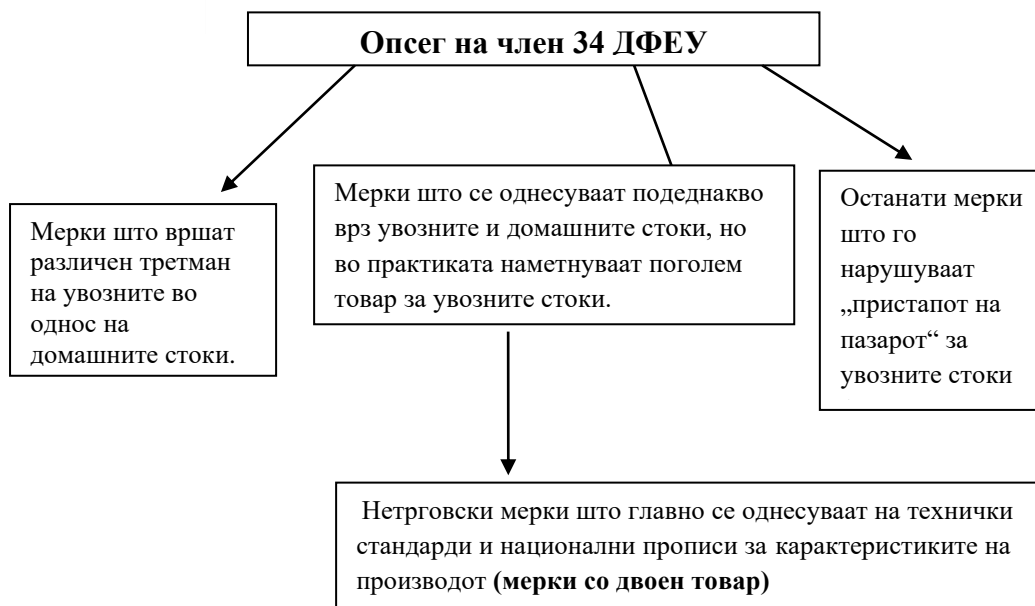 Опсег на член 34 ДФЕУ
Мерки што вршат
различен третман
на увозните во
однос на
домашните стоки.
Мерки што се однесуваат подеднакво
врз увозните и домашните стоки, но
во практиката наметнуваат поголем
товар за увозните стоки.
Останати мерки
што го
нарушуваат
„пристапот на
пазарот“ за
увозните стоки
Нетрговски мерки што главно се однесуваат на технички
стандарди и национални прописи за карактеристиките на
производот (мерки со двоен товар)